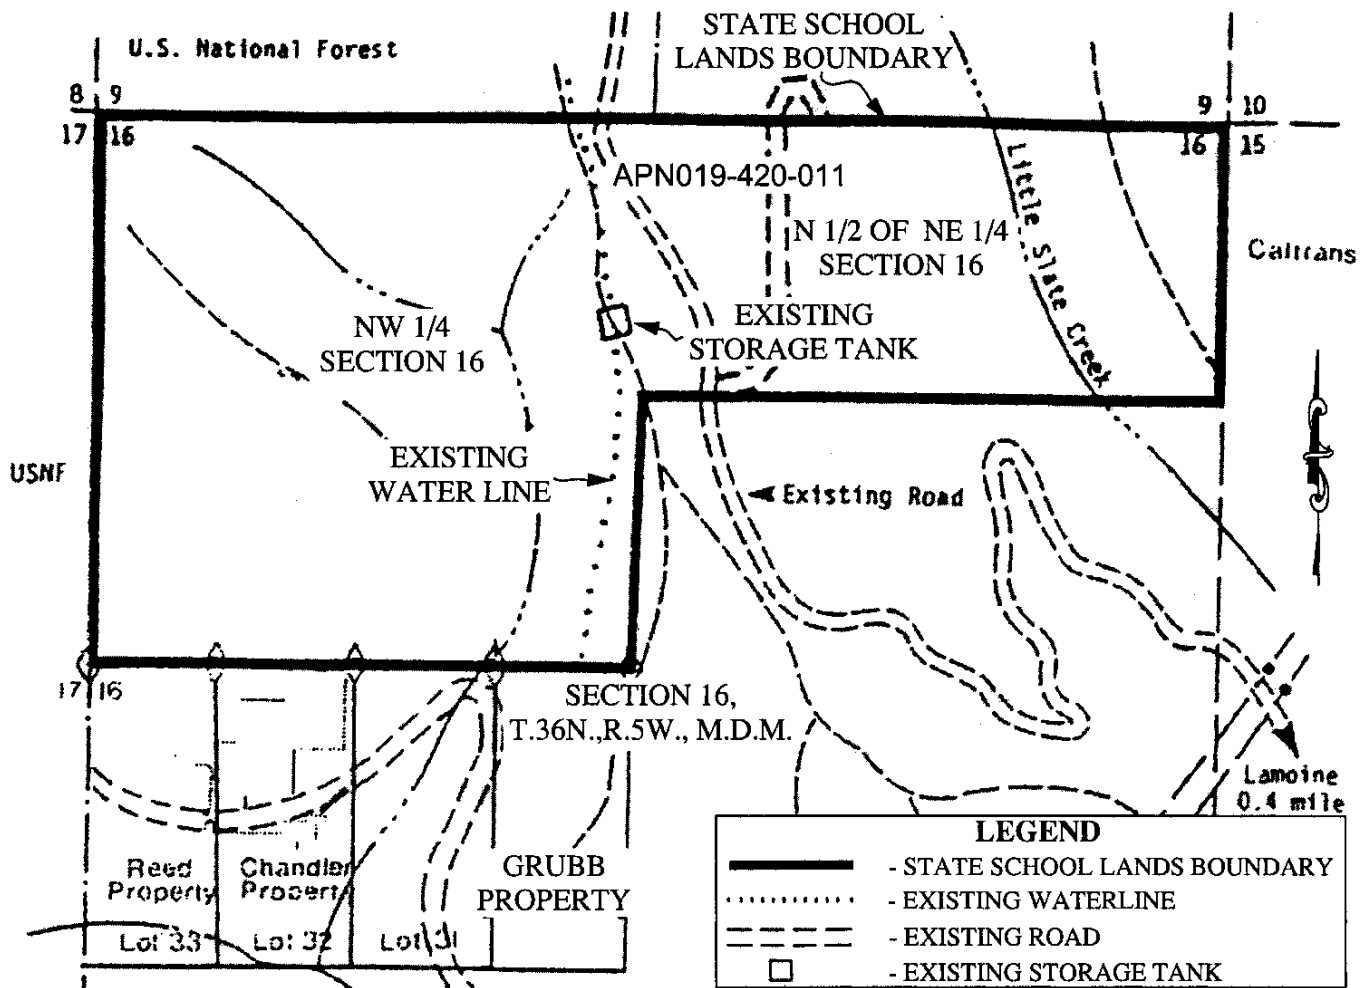 U.S. National Forest
STATE SCHOOL
LANDS BOUNDARY
8 9
17 16
9 10
16 15
APN019-420-011
N 1/2 OF NE 1/4
SECTION 16
Little Slate Creek
Caltrans
NW 1/4
SECTION 16
EXISTING
STORAGE TANK
EXISTING
WATER LINE
USNF
Existing Road
17 16
SECTION 16,
T.36N.,R.5W., M.D.M.
Lamoine
0.4 mile
Reed
Property
Chandler
Property
GRUBB
PROPERTY
Lot 33
Lot 32
Lot 31
LEGEND
- STATE SCHOOL LANDS BOUNDARY
- EXISTING WATERLINE
- EXISTING ROAD
- EXISTING STORAGE TANK